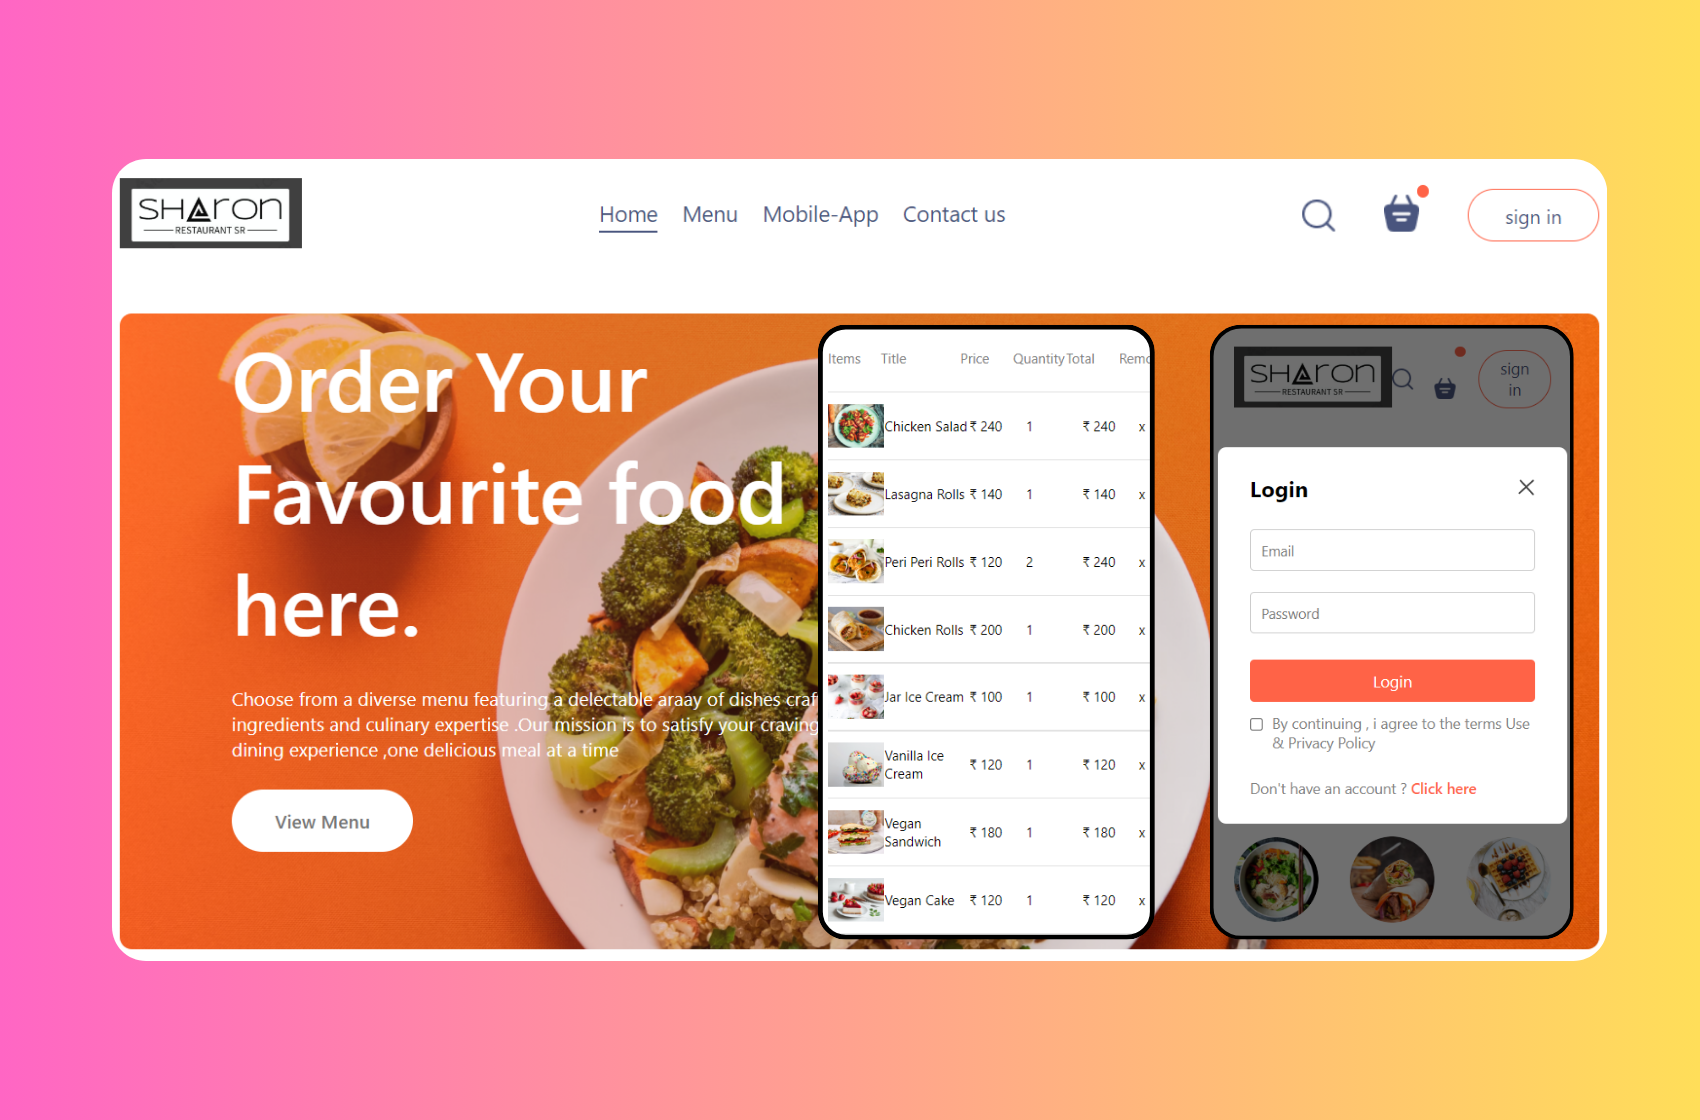 SHARON
RESTAURANT SR
Home Menu Mobile-App Contact us
sign in
Order Your
Favourite food
here.
Choose from a diverse menu featuring a delectable araay of dishes craf
ingredients and culinary expertise .Our mission is to satisfy your craving
dining experience ,one delicious meal at a time
View Menu
Items Title Price Quantity Total Remo
Chicken Salad ₹ 240 1 ₹ 240 x
Lasagna Rolls ₹ 140 1 ₹ 140 x
Peri Peri Rolls ₹ 120 2 ₹ 240 x
Chicken Rolls ₹ 200 1 ₹ 200 x
Jar Ice Cream ₹ 100 1 ₹ 100 x
Vanilla Ice
Cream ₹ 120 1 ₹ 120 x
Vegan
Sandwich ₹ 180 1 ₹ 180 x
Vegan Cake ₹ 120 1 ₹ 120 x
SHARON
RESTAURANT SR
sign
in
Login
Email
Password
Login
By continuing , i agree to the terms Use
& Privacy Policy
Don't have an account ? Click here